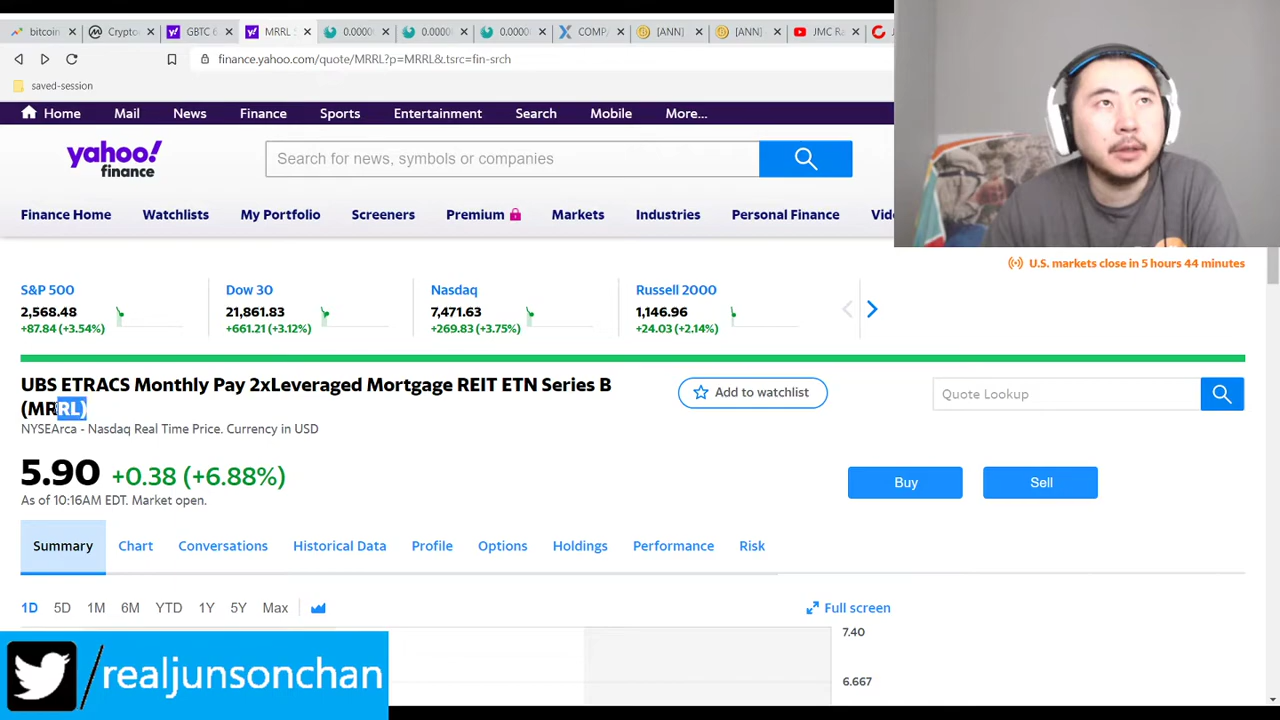 bitcoin
Crypto
GBTC 6
MRRL
0.0000
0.0000
0.0000
COMP
[ANN]
[ANN]
JMC
finance.yahoo.com/quote/MRRL?p=MRRL&.tsrc=fin-srch
saved-session
Home Mail News Finance Sports Entertainment Search Mobile More...
yahoo!
finance
Search for news, symbols or companies
Finance Home Watchlists My Portfolio Screeners Premium Markets Industries Personal Finance
U.S. markets close in 5 hours 44 minutes
S&P 500
2,568.48
+87.84 (+3.54%)
Dow 30
21,861.83
+661.21 (+3.12%)
Nasdaq
7,471.63
+269.83 (+3.75%)
Russell 2000
1,146.96
+24.03 (+2.14%)
UBS ETRACS Monthly Pay 2xLeveraged Mortgage REIT ETN Series B
(MRRL)
Add to watchlist
Quote Lookup
NYSEArca - Nasdaq Real Time Price. Currency in USD
5.90 +0.38 (+6.88%)
As of 10:16AM EDT. Market open.
Buy
Sell
Summary Chart Conversations Historical Data Profile Options Holdings Performance Risk
1D 5D 1M 6M YTD 1Y 5Y Max
Full screen
7.40
6.667
/realjunsonchan